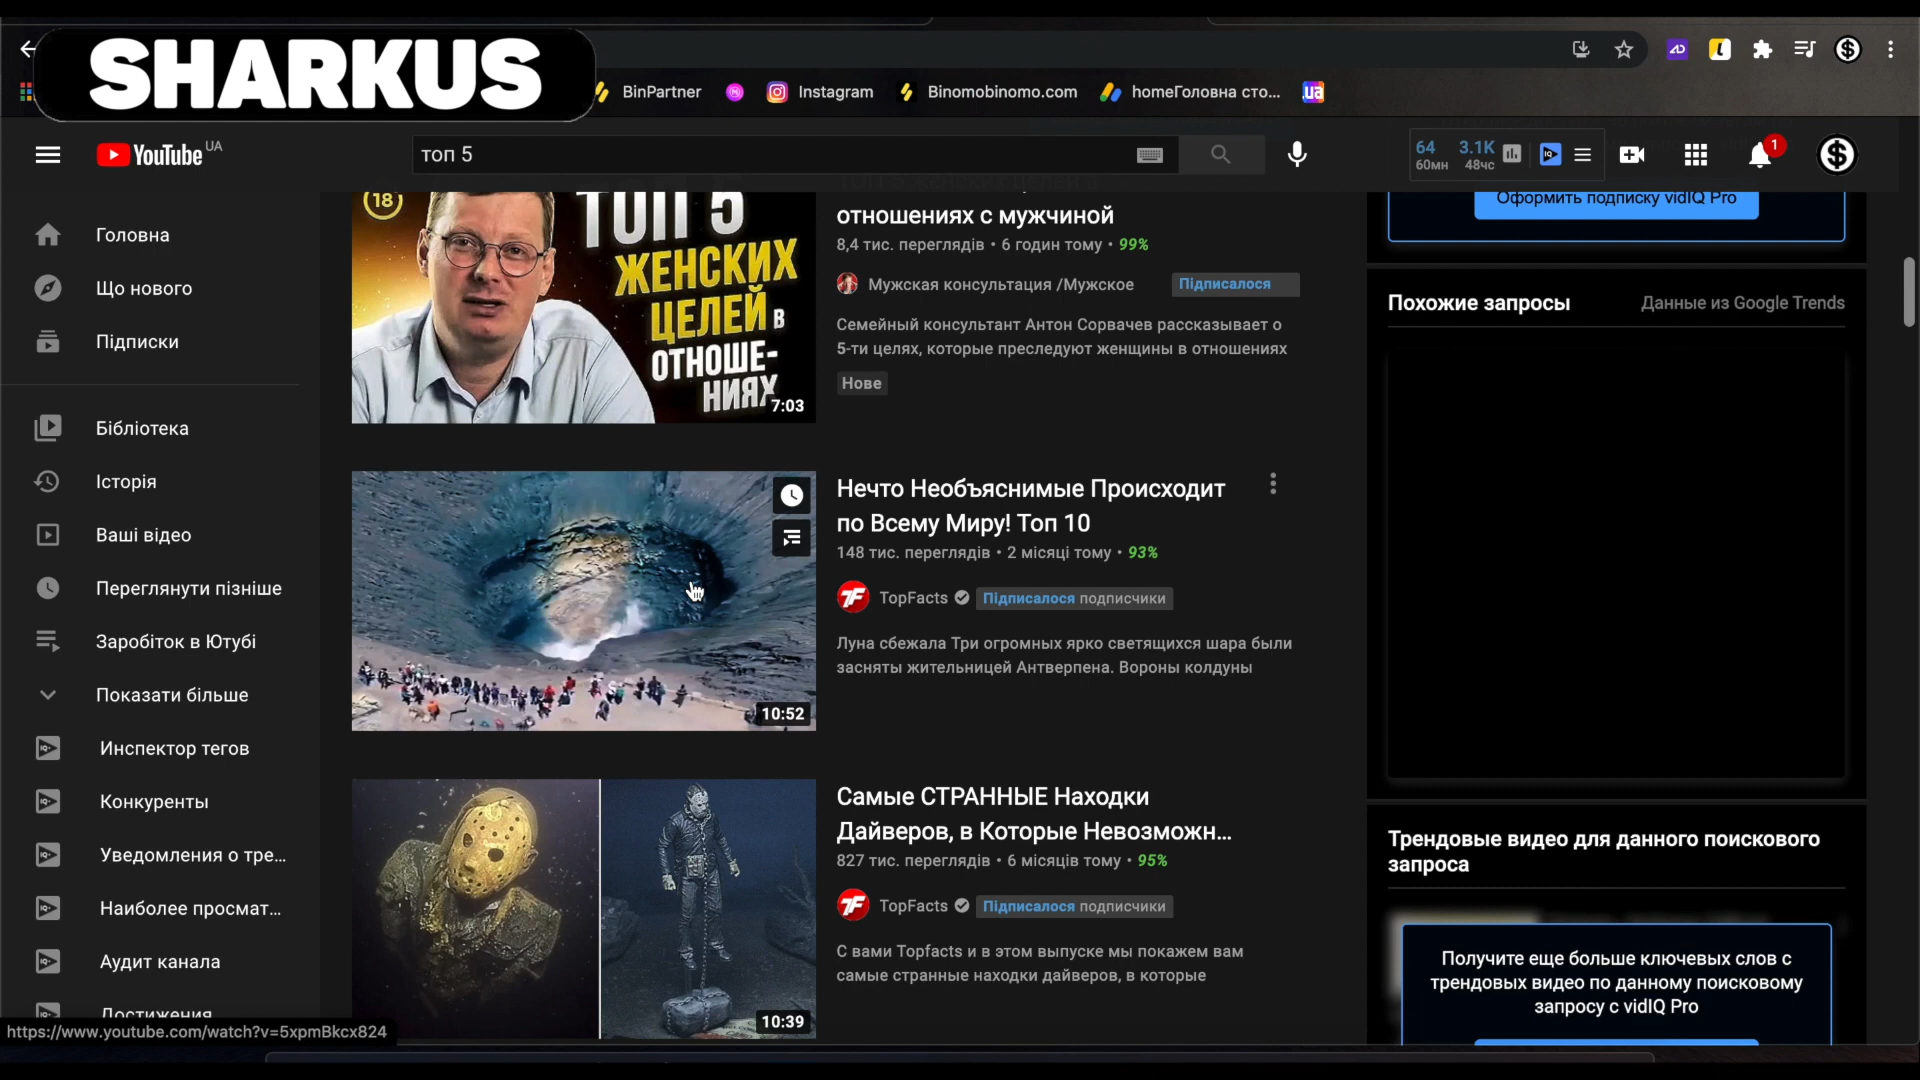 SHARKUS
BinPartner
Instagram
Binomobinomo.com
homeГоловна сто...
.ua
YouTube UA
топ 5
64
60мн
3.1K
48чс
1
18
ТОП 5
ЖЕНСКИХ
ЦЕЛЕЙ В
ОТНОШЕ-
НИЯХ
7:03
отношениях с мужчиной
8,4 тис. переглядів • 6 годин тому • 99%
Мужская консультация /Мужское
Підписалося
Семейный консультант Антон Сорвачев рассказывает о
5-ти целях, которые преследуют женщины в отношениях
Нове
10:52
Нечто Необъяснимые Происходит
по Всему Миру! Топ 10
148 тис. переглядів • 2 місяці тому • 93%
TopFacts
Підписалося подписчики
Луна сбежала Три огромных ярко светящихся шара были
засняты жительницей Антверпена. Вороны колдуны
10:39
Самые СТРАННЫЕ Находки
Дайверов, в Которые Невозможн...
827 тис. переглядів • 6 місяців тому • 95%
TopFacts
Підписалося подписчики
С вами Topfacts и в этом выпуске мы покажем вам
самые странные находки дайверов, в которые
Головна
Що нового
Підписки
Бібліотека
Історія
Ваші відео
Переглянути пізніше
Заробіток в Ютубі
Показати більше
Инспектор тегов
Конкуренты
Уведомления о тре...
Наиболее просмат...
Аудит канала
Достижения
https://www.youtube.com/watch?v=5xpmBkcx824
Оформить подписку vidIQ Pro
Похожие запросы
Данные из Google Trends
Трендовые видео для данного поискового
запроса
Получите еще больше ключевых слов с
трендовых видео по данному поисковому
запросу с vidIQ Pro